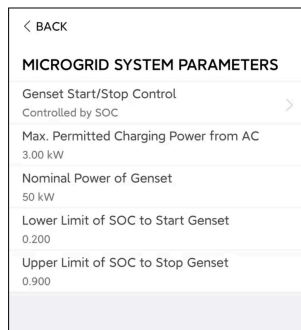 < BACK
MICROGRID SYSTEM PARAMETERS
Genset Start/Stop Control
Controlled by SOC
Max. Permitted Charging Power from AC
3.00 kW
Nominal Power of Genset
50 kW
Lower Limit of SOC to Start Genset
0.200
Upper Limit of SOC to Stop Genset
0.900